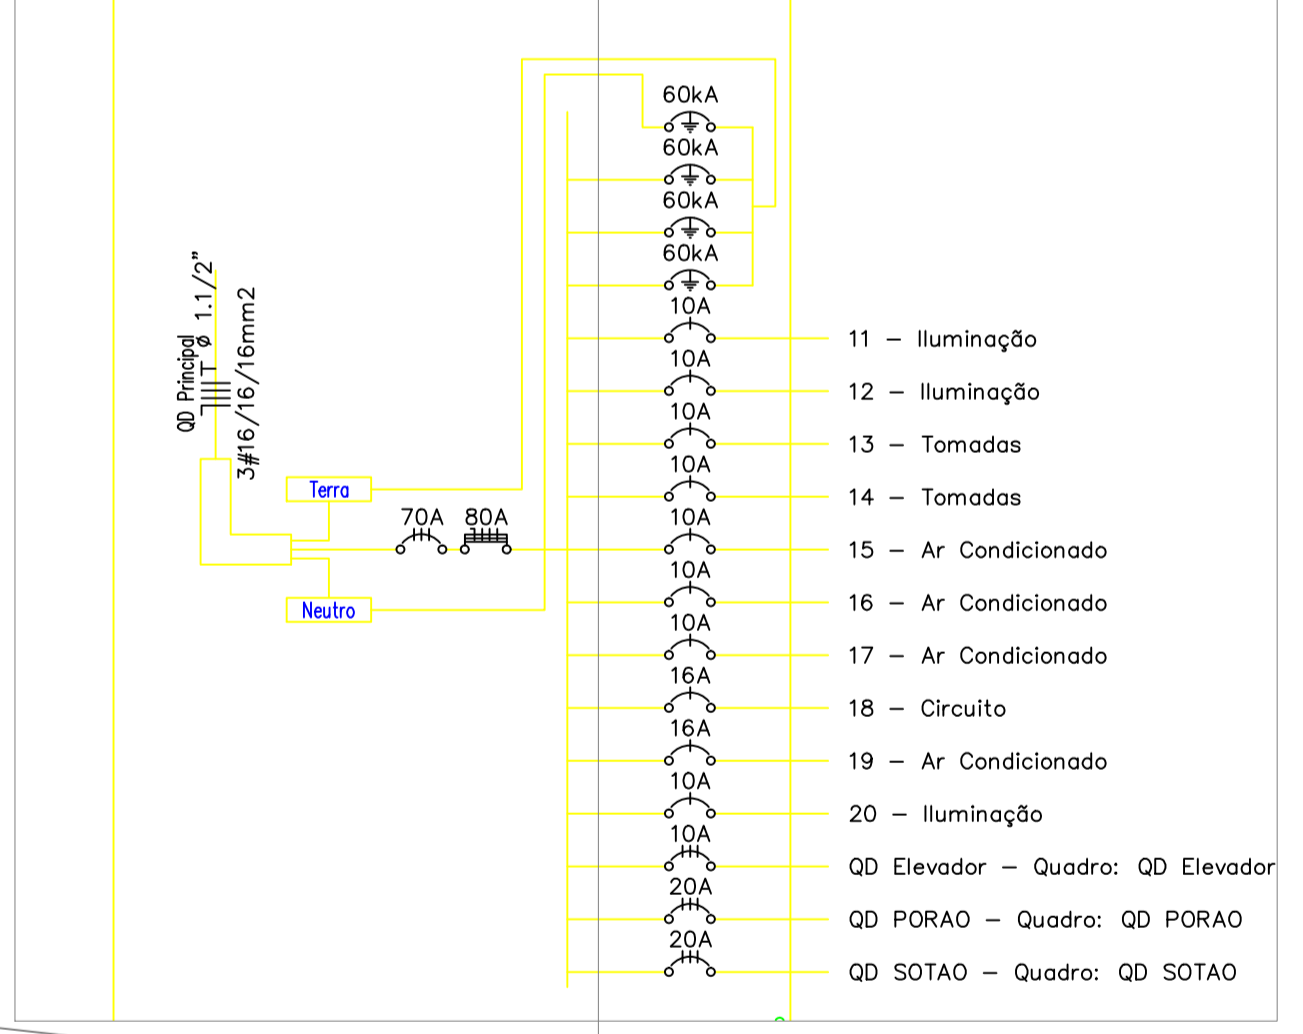 QD Principal
T ø 1.1/2"
3#16/16/16mm2
Terra
70A
80A
Neutro
60kA
60kA
60kA
60kA
10A
11 – Iluminação
10A
12 – Iluminação
10A
13 – Tomadas
10A
14 – Tomadas
10A
15 – Ar Condicionado
10A
16 – Ar Condicionado
10A
17 – Ar Condicionado
16A
18 – Circuito
16A
19 – Ar Condicionado
10A
20 – Iluminação
10A
QD Elevador – Quadro: QD Elevador
20A
QD PORAO – Quadro: QD PORAO
20A
QD SOTAO – Quadro: QD SOTAO